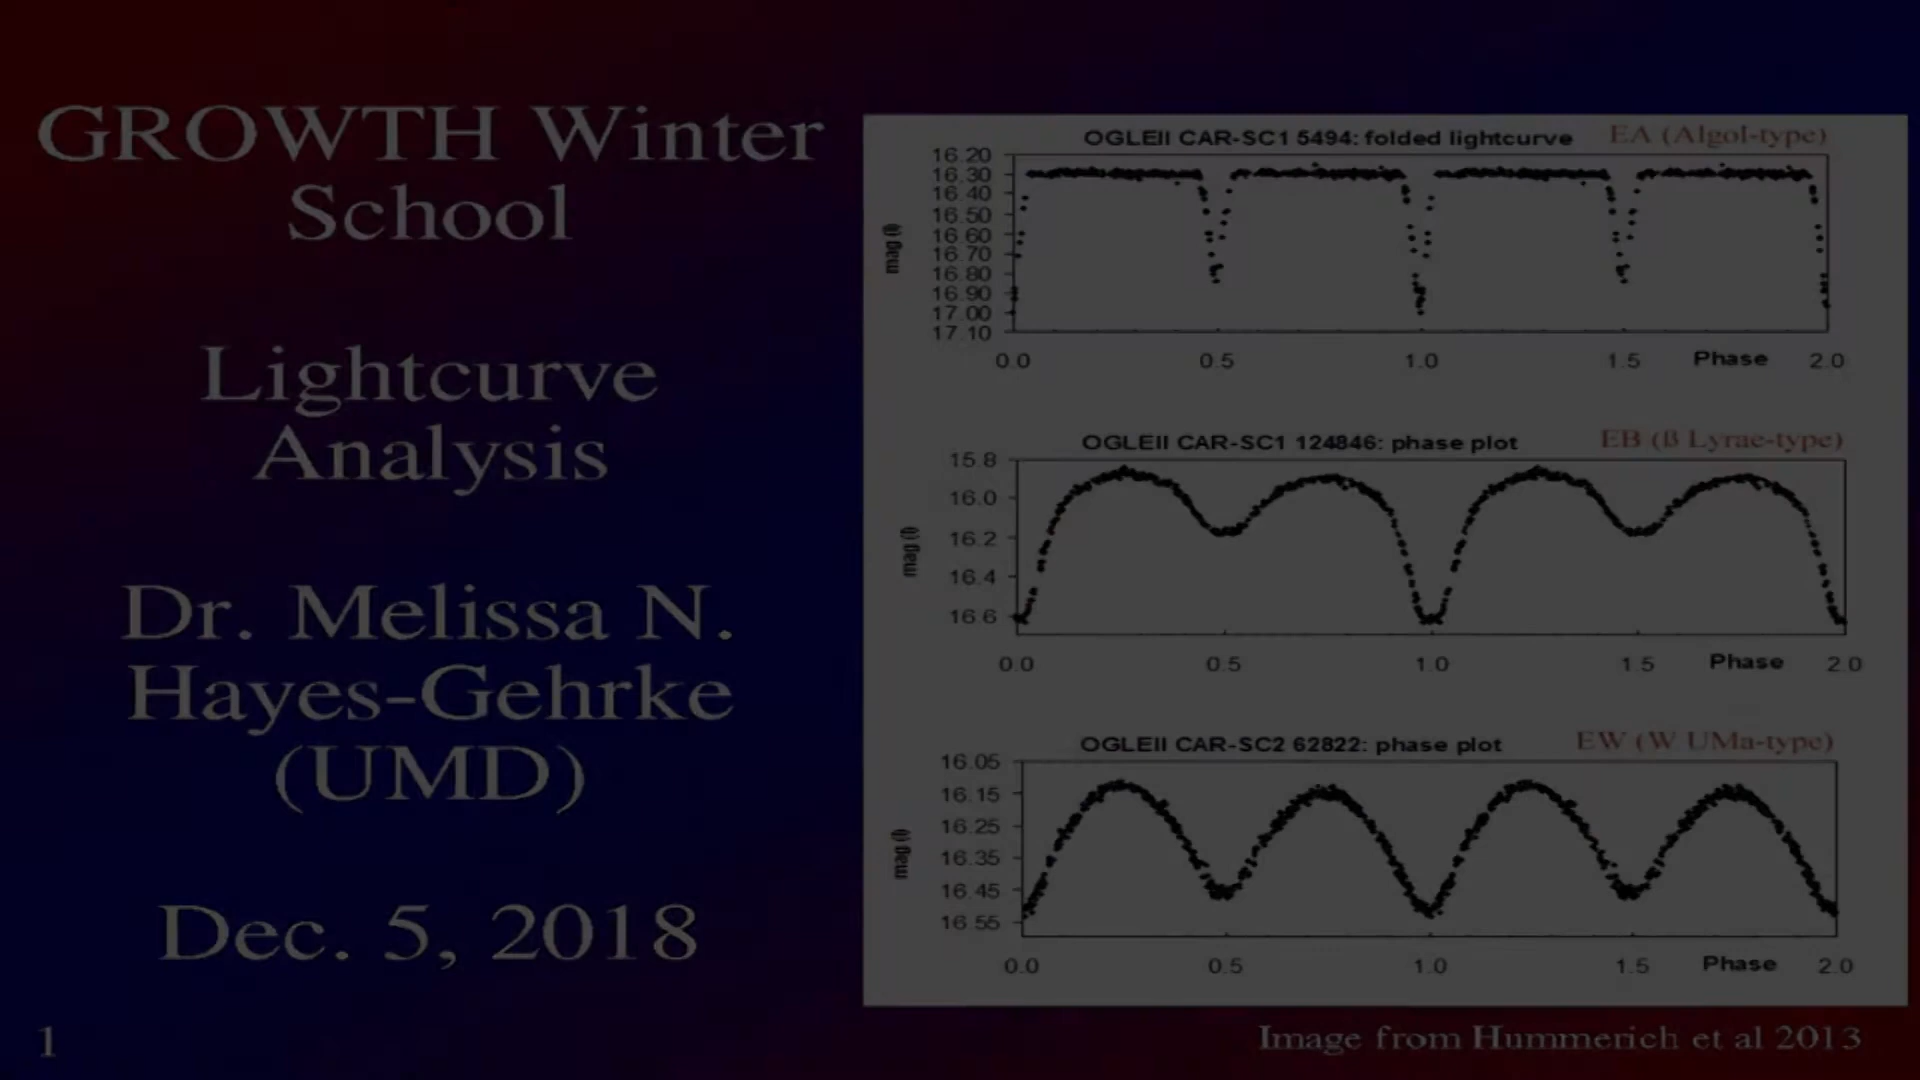 GROWTH Winter
School
Lightcurve
Analysis
Dr. Melissa N.
Hayes-Gehrke
(UMD)
Dec. 5, 2018
1
OGLEII CAR-SC1 5494: folded lightcurve EA (Algol-type)
mag (i)
16.20
16.30
16.40
16.50
16.60
16.70
16.80
16.90
17.00
17.10
0.0 0.5 1.0 1.5 Phase 2.0
OGLEII CAR-SC1 124846: phase plot EB (ß Lyrae-type)
mag (i)
15.8
16.0
16.2
16.4
16.6
0.0 0.5 1.0 1.5 Phase 2.0
OGLEII CAR-SC2 62822: phase plot EW (W UMa-type)
mag (i)
16.05
16.15
16.25
16.35
16.45
16.55
0.0 0.5 1.0 1.5 Phase 2.0
Image from Hummerich et al 2013